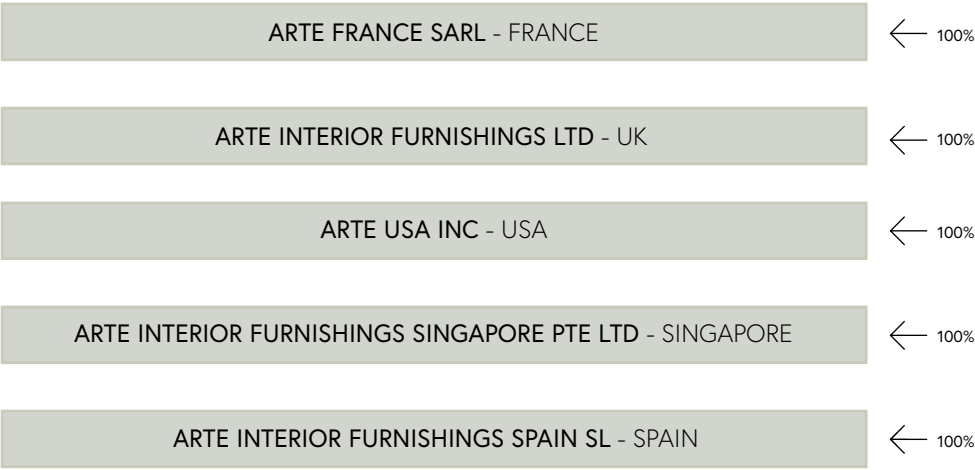 ARTE FRANCE SARL - FRANCE 100%
ARTE INTERIOR FURNISHINGS LTD - UK 100%
ARTE USA INC - USA 100%
ARTE INTERIOR FURNISHINGS SINGAPORE PTE LTD - SINGAPORE 100%
ARTE INTERIOR FURNISHINGS SPAIN SL - SPAIN 100%